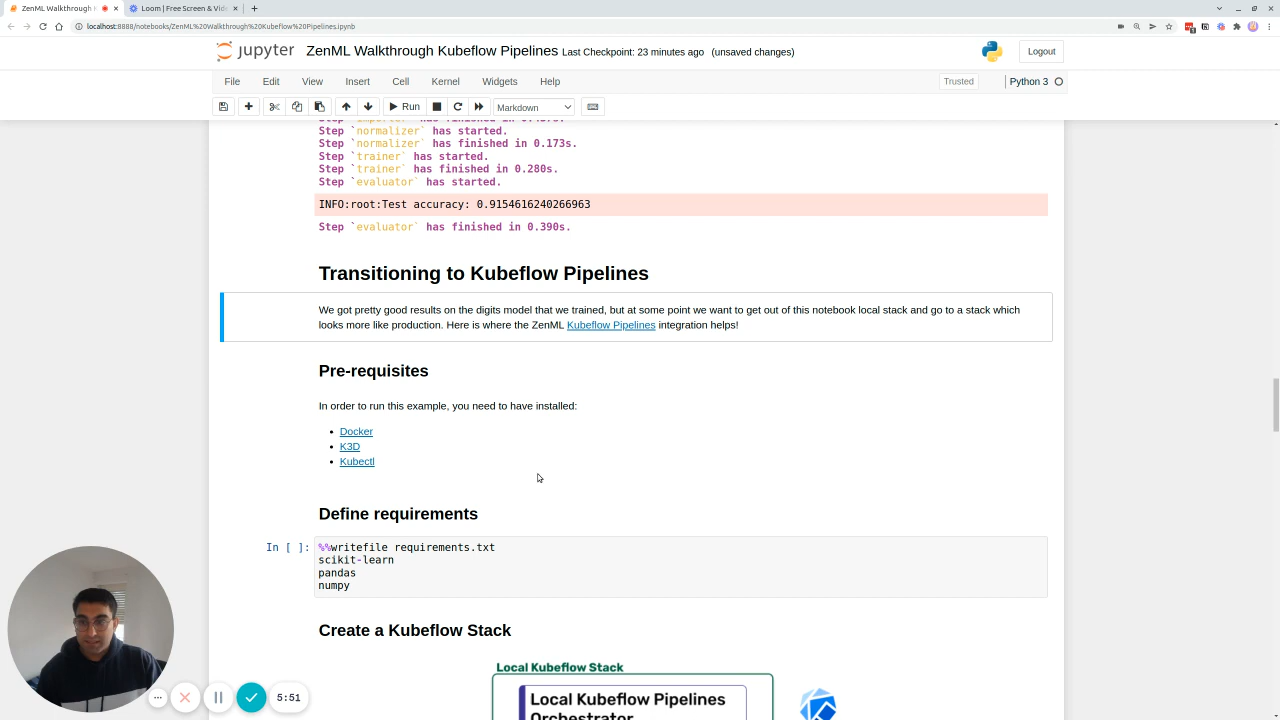 ZenML Walkthrough
Loom | Free Screen & Vid
localhost:8888/notebooks/ZenML%20Walkthrough%20Kubeflow%20Pipelines.ipynb
jupyter ZenML Walkthrough Kubeflow Pipelines Last Checkpoint: 23 minutes ago (unsaved changes)
Logout
File Edit View Insert Cell Kernel Widgets Help
Trusted Python 3
Run Markdown
Step `normalizer` has started.
Step `normalizer` has finished in 0.173s.
Step `trainer` has started.
Step `trainer` has finished in 0.280s.
Step `evaluator` has started.
INFO:root:Test accuracy: 0.9154616240266963
Step `evaluator` has finished in 0.390s.
Transitioning to Kubeflow Pipelines
We got pretty good results on the digits model that we trained, but at some point we want to get out of this notebook local stack and go to a stack which
looks more like production. Here is where the ZenML Kubeflow Pipelines integration helps!
Pre-requisites
In order to run this example, you need to have installed:
Docker
K3D
Kubectl
Define requirements
In [ ]: %%writefile requirements.txt
scikit-learn
pandas
numpy
Create a Kubeflow Stack
Local Kubeflow Stack
Local Kubeflow Pipelines
Orchestrator
5:51